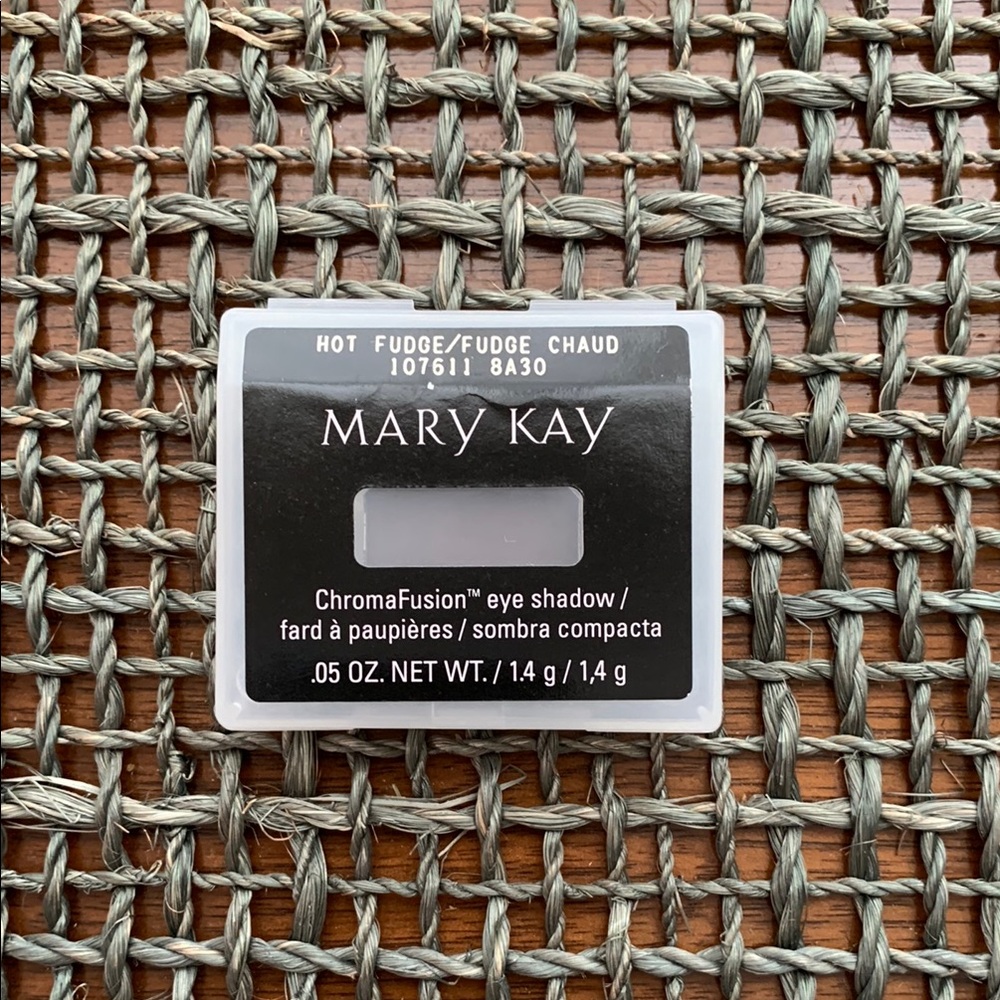 HOT FUDGE/FUDGE CHAUD
107611 8A30
MARY KAY
ChromaFusion™ eye shadow /
fard à paupières / sombra compacta
.05 OZ. NET WT. / 1.4 g / 1,4 g